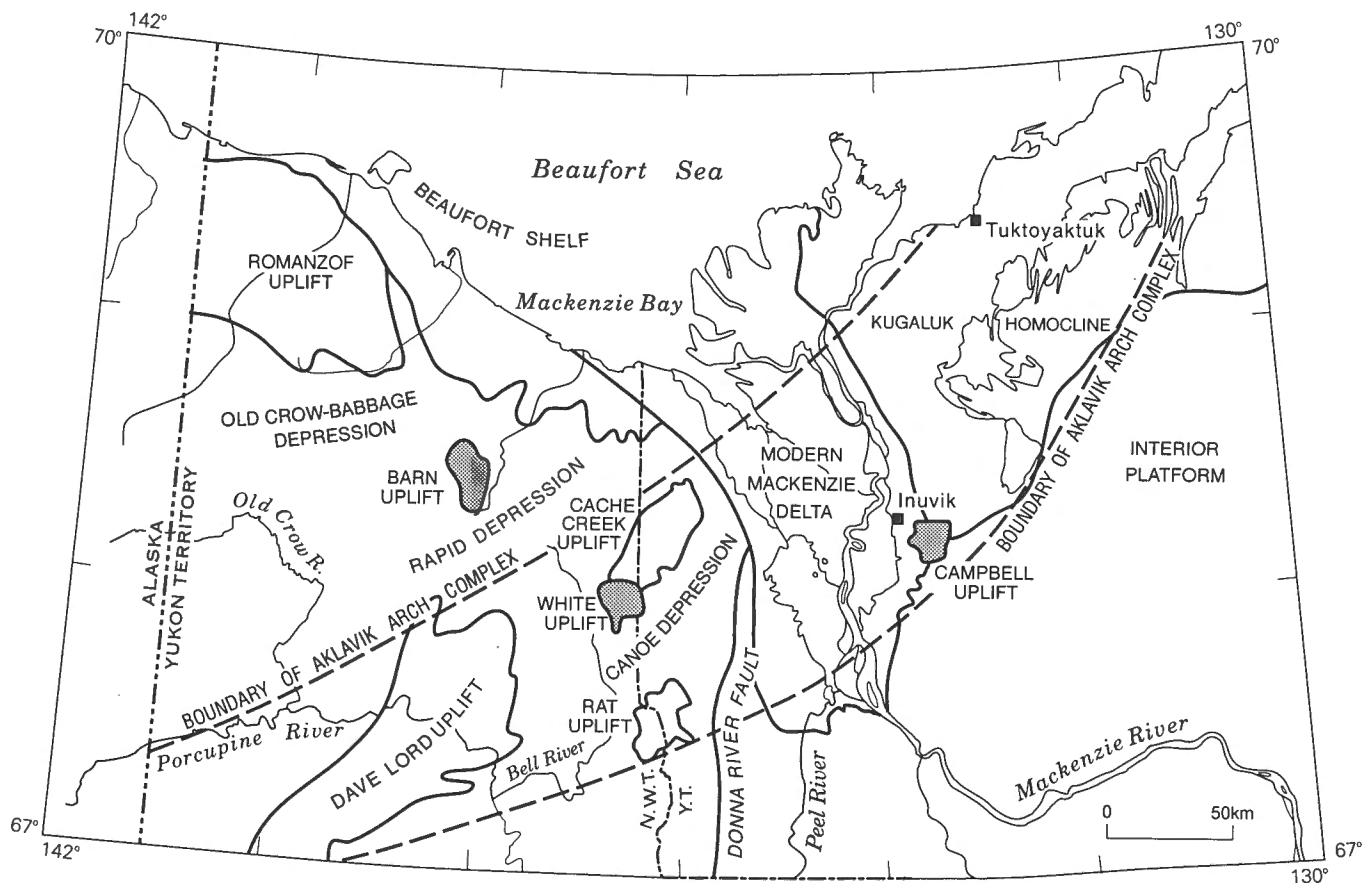 142°
70°
130°
70°
Beaufort Sea
BEAUFORT SHELF
Tuktoyaktuk
ROMANZOF
UPLIFT
Mackenzie Bay
KUGALUK HOMOCLINE
BOUNDARY OF AKLAVIK ARCH COMPLEX
OLD CROW-BABBAGE
DEPRESSION
INTERIOR
PLATFORM
MODERN
MACKENZIE
DELTA
BARN
UPLIFT
RAPID DEPRESSION
CACHE
CREEK
UPLIFT
Inuvik
Old Crow R.
ALASKA
YUKON TERRITORY
CAMPBELL
UPLIFT
WHITE
UPLIFT
CANOE DEPRESSION
BOUNDARY OF AKLAVIK ARCH COMPLEX
RAT
UPLIFT
DONNA RIVER FAULT
Porcupine River
DAVE LORD UPLIFT
Bell River
N.W.T.
Y.T.
Peel River
Mackenzie River
0 50km
67°
142°
67°
130°